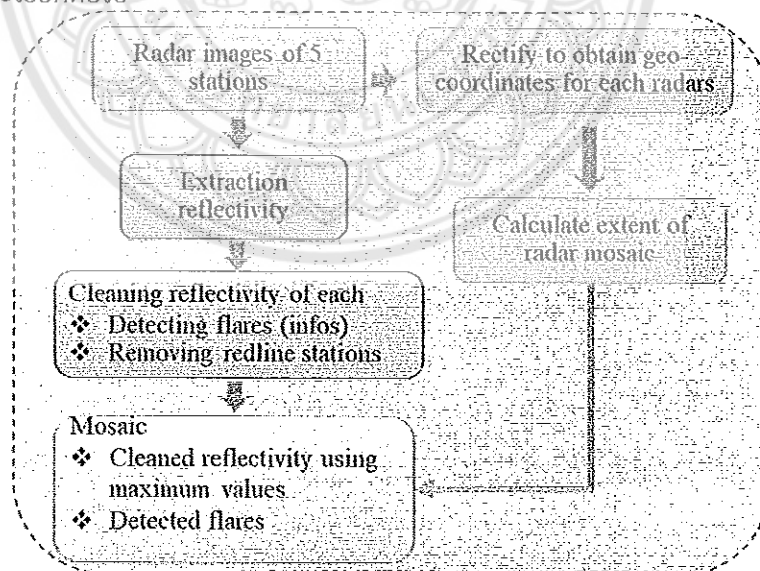 Radar images of 5
stations
Rectify to obtain geo-
coordinates for each radars
Extraction
reflectivity
Calculate extent of
radar mosaic
Cleaning reflectivity of each
❖ Detecting flares (infos)
❖ Removing redline stations
Mosaic
❖ Cleaned reflectivity using
maximum values
❖ Detected flares